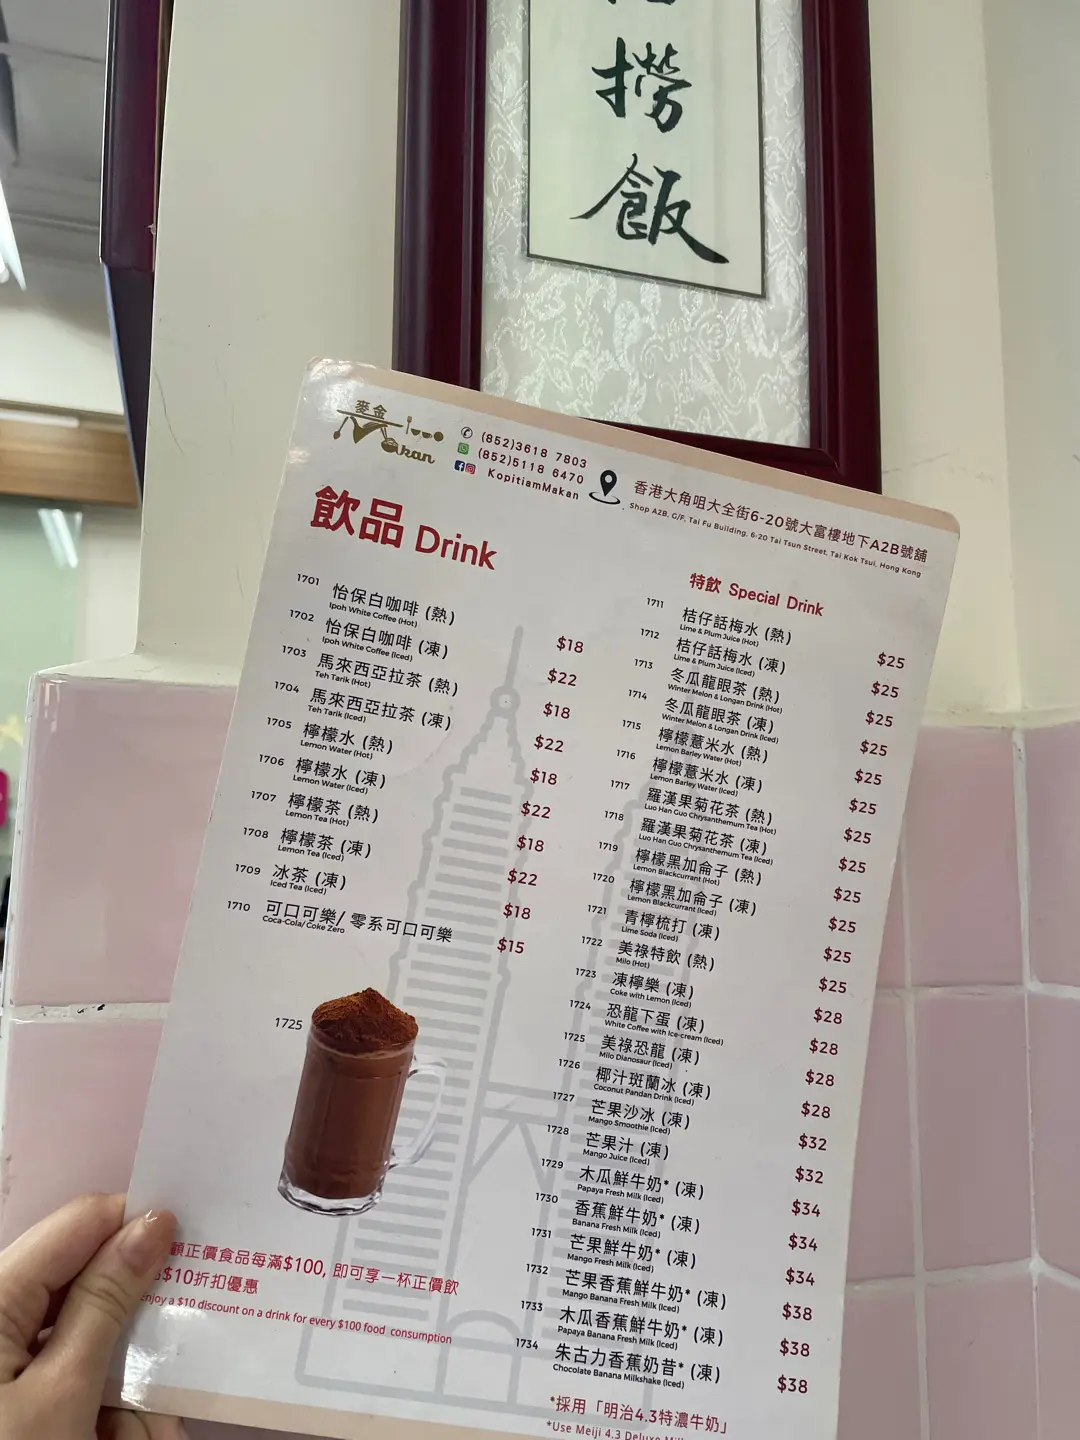 撈
飯
麥金
Makan
(852)3618 7803
(852)5118 6470
KopitiamMakan
香港大角咀大全街6-20號大富樓地下A2B號舖
Shop A2B, G/F, Tai Fu Building, 6-20 Tai Tsun Street, Tai Kok Tsui, Hong Kong
飲品 Drink
1701 怡保白咖啡 (熱) $18
Ipoh White Coffee (Hot)
1702 怡保白咖啡 (凍) $22
Ipoh White Coffee (Iced)
1703 馬來西亞拉茶 (熱) $18
Teh Tarik (Hot)
1704 馬來西亞拉茶 (凍) $22
Teh Tarik (Iced)
1705 檸檬水 (熱) $18
Lemon Water (Hot)
1706 檸檬水 (凍) $22
Lemon Water (Iced)
1707 檸檬茶 (熱) $18
Lemon Tea (Hot)
1708 檸檬茶 (凍) $22
Lemon Tea (Iced)
1709 冰茶 (凍) $18
Iced Tea (Iced)
1710 可口可樂/ 零系可口可樂 $15
Coca-Cola/ Coke Zero
1725
顧正價食品每滿$100, 即可享一杯正價飲
$10折扣優惠
Enjoy a $10 discount on a drink for every $100 food consumption
特飲 Special Drink
1711 桔仔話梅水 (熱) $25
Lime & Plum Juice (Hot)
1712 桔仔話梅水 (凍) $25
Lime & Plum Juice (Iced)
1713 冬瓜龍眼茶 (熱) $25
Winter Melon & Longan Drink (Hot)
1714 冬瓜龍眼茶 (凍) $25
Winter Melon & Longan Drink (Iced)
1715 檸檬薏米水 (熱) $25
Lemon Barley Water (Hot)
1716 檸檬薏米水 (凍) $25
Lemon Barley Water (Iced)
1717 羅漢果菊花茶 (熱) $25
Luo Han Guo Chrysanthemum Tea (Hot)
1718 羅漢果菊花茶 (凍) $25
Luo Han Guo Chrysanthemum Tea (Iced)
1719 檸檬黑加侖子 (熱) $25
Lemon Blackcurrant (Hot)
1720 檸檬黑加侖子 (凍) $25
Lemon Blackcurrant (Iced)
1721 青檸梳打 (凍) $25
Lime Soda (Iced)
1722 美祿特飲 (熱) $25
Milo (Hot)
1723 凍檸樂 (凍) $28
Coke with Lemon (Iced)
1724 恐龍下蛋 (凍) $28
White Coffee with Ice-cream (Iced)
1725 美祿恐龍 (凍) $28
Milo Dianosaur (Iced)
1726 椰汁斑蘭冰 (凍) $28
Coconut Pandan Drink (Iced)
1727 芒果沙冰 (凍) $32
Mango Smoothie (Iced)
1728 芒果汁 (凍) $32
Mango Juice (Iced)
1729 木瓜鮮牛奶* (凍) $34
Papaya Fresh Milk (Iced)
1730 香蕉鮮牛奶* (凍) $34
Banana Fresh Milk (Iced)
1731 芒果鮮牛奶* (凍) $34
Mango Fresh Milk (Iced)
1732 芒果香蕉鮮牛奶* (凍) $38
Mango Banana Fresh Milk (Iced)
1733 木瓜香蕉鮮牛奶* (凍) $38
Papaya Banana Fresh Milk (Iced)
1734 朱古力香蕉奶昔* (凍) $38
Chocolate Banana Milkshake (Iced)
*採用「明治4.3特濃牛奶」
*Use Meiji 4.3 Deluxe